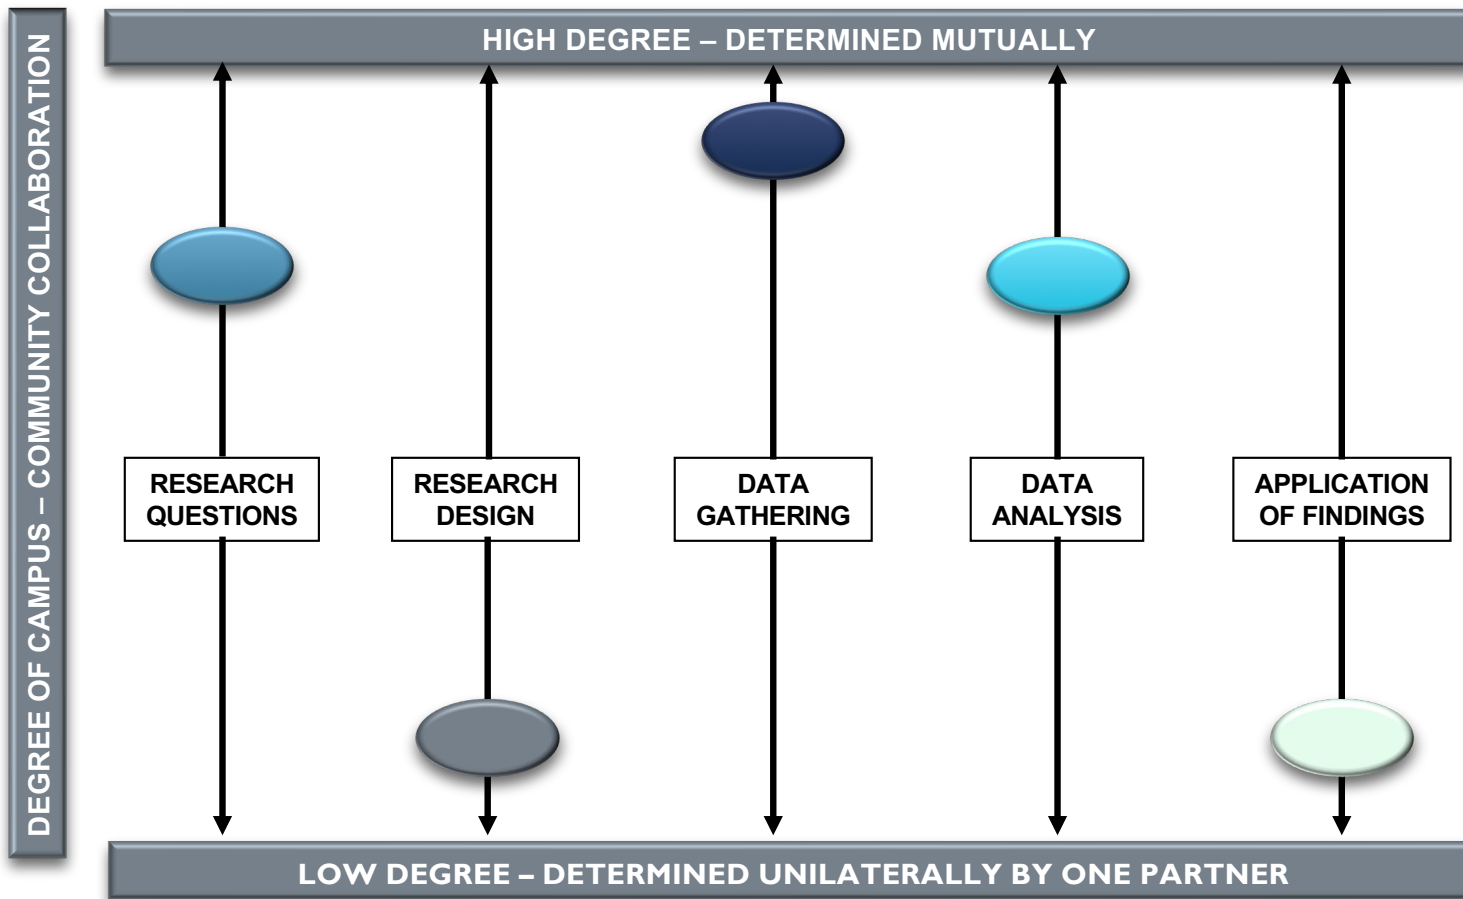 DEGREE OF CAMPUS – COMMUNITY COLLABORATION
HIGH DEGREE – DETERMINED MUTUALLY
RESEARCH
QUESTIONS
RESEARCH
DESIGN
DATA
GATHERING
DATA
ANALYSIS
APPLICATION
OF FINDINGS
LOW DEGREE – DETERMINED UNILATERALLY BY ONE PARTNER